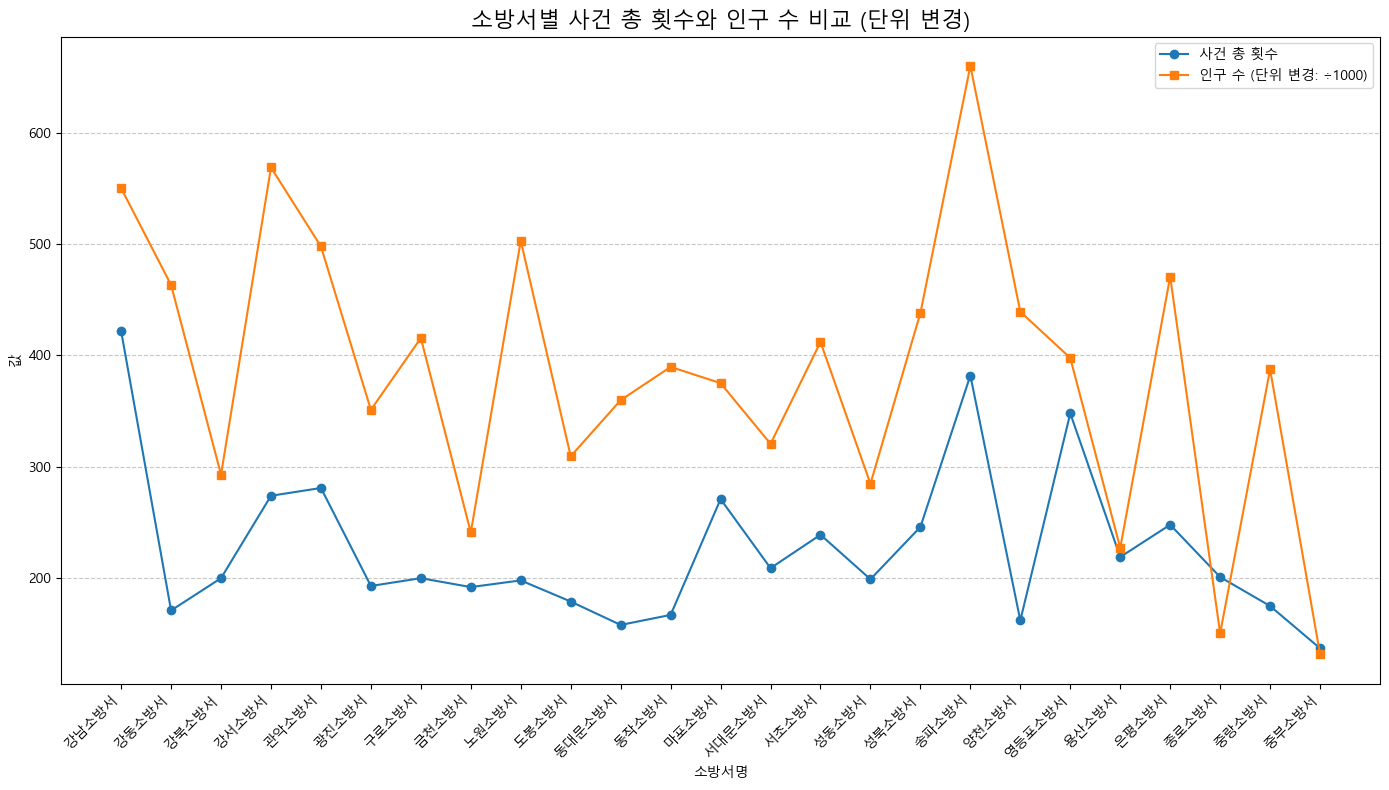 소방서별 사건 총 횟수와 인구 수 비교 (단위 변경)
사건 총 횟수
인구 수 (단위 변경: ÷1000)
값
600
500
400
300
200
강남소방서
강동소방서
강북소방서
강서소방서
관악소방서
광진소방서
구로소방서
금천소방서
노원소방서
도봉소방서
동대문소방서
동작소방서
마포소방서
서대문소방서
서초소방서
성동소방서
성북소방서
송파소방서
양천소방서
영등포소방서
용산소방서
은평소방서
종로소방서
중랑소방서
중부소방서
소방서명